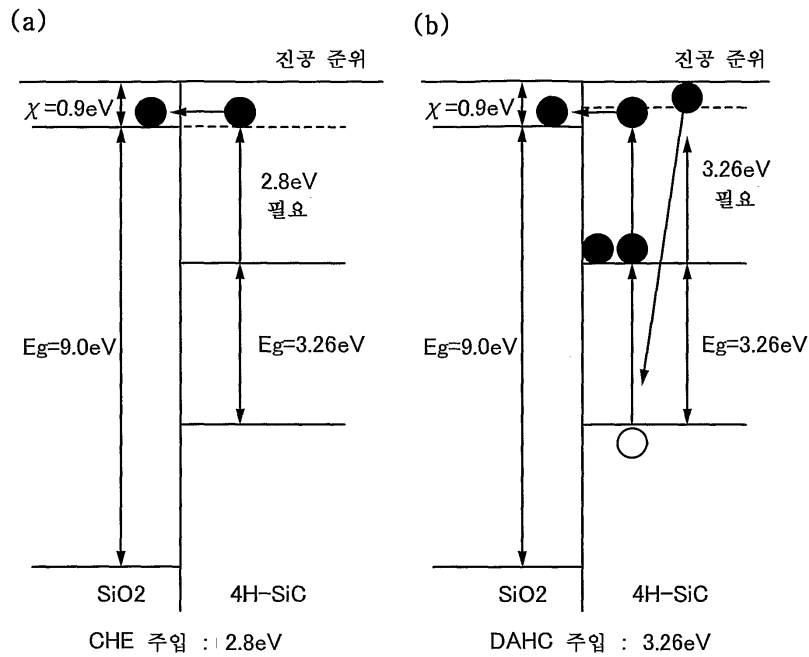 (a)
진공 준위
χ=0.9eV
2.8eV
필요
Eg=9.0eV
Eg=3.26eV
SiO2
4H-SiC
CHE 주입 : 2.8eV
(b)
진공 준위
χ=0.9eV
3.26eV
필요
Eg=9.0eV
Eg=3.26eV
SiO2
4H-SiC
DAHC 주입 : 3.26eV